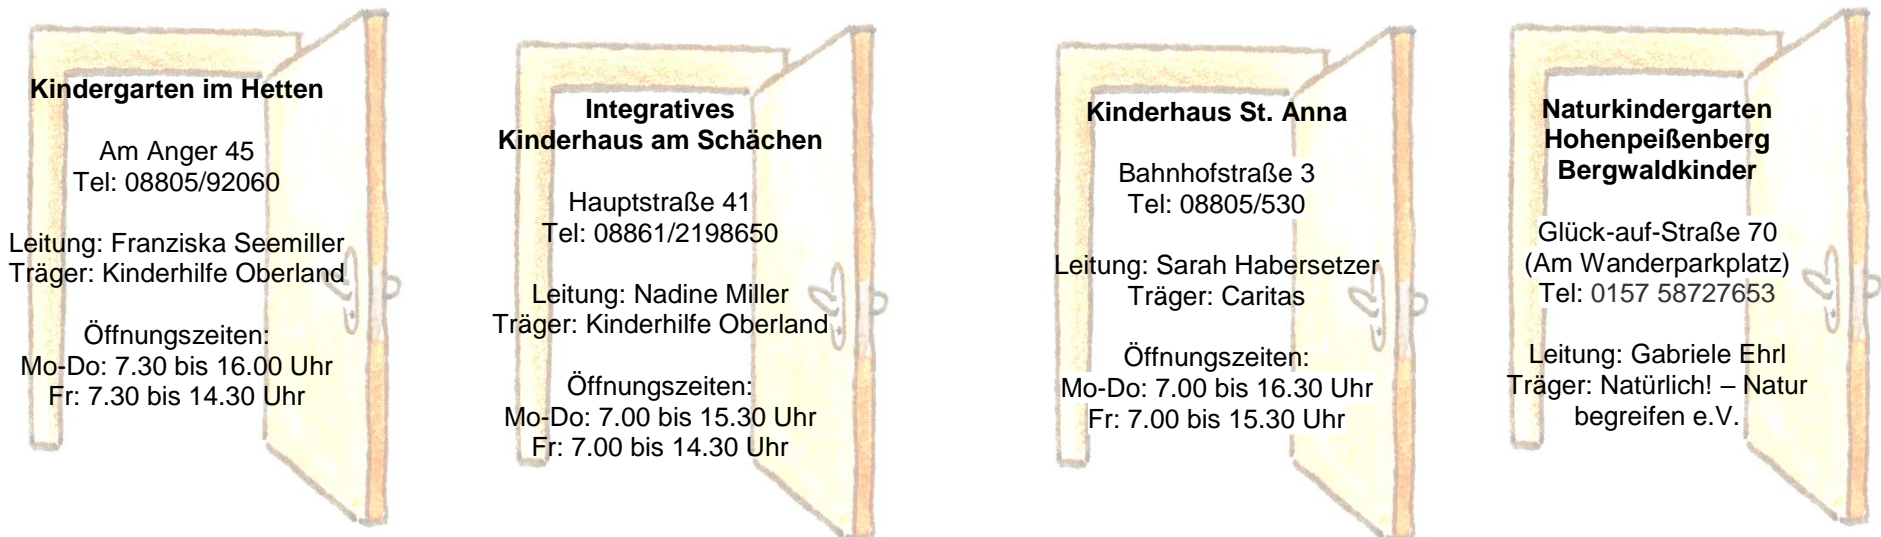 Kindergarten im Hetten
Am Anger 45
Tel: 08805/92060
Leitung: Franziska Seemiller
Träger: Kinderhilfe Oberland
Öffnungszeiten:
Mo-Do: 7.30 bis 16.00 Uhr
Fr: 7.30 bis 14.30 Uhr
Integratives
Kinderhaus am Schächen
Hauptstraße 41
Tel: 08861/2198650
Leitung: Nadine Miller
Träger: Kinderhilfe Oberland
Öffnungszeiten:
Mo-Do: 7.00 bis 15.30 Uhr
Fr: 7.00 bis 14.30 Uhr
Kinderhaus St. Anna
Bahnhofstraße 3
Tel: 08805/530
Leitung: Sarah Habersetzer
Träger: Caritas
Öffnungszeiten:
Mo-Do: 7.00 bis 16.30 Uhr
Fr: 7.00 bis 15.30 Uhr
Naturkindergarten
Hohenpeißenberg
Bergwaldkinder
Glück-auf-Straße 70
(Am Wanderparkplatz)
Tel: 0157 58727653
Leitung: Gabriele Ehrl
Träger: Natürlich! – Natur
begreifen e.V.